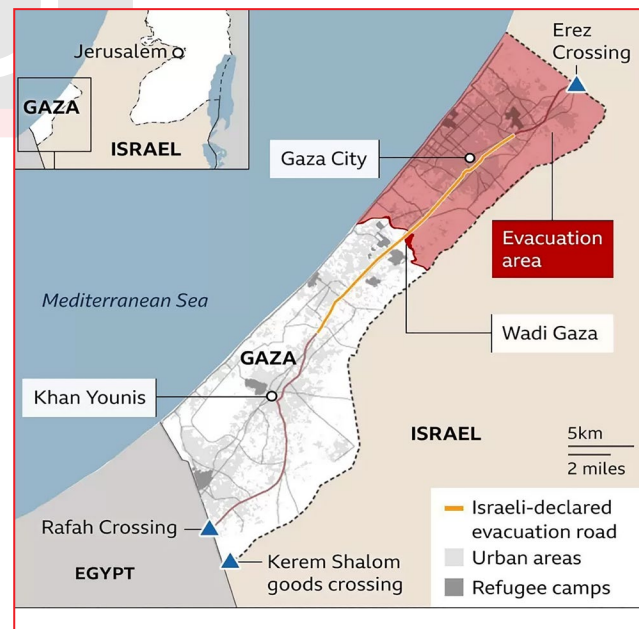 Jerusalem
GAZA
ISRAEL
Erez
Crossing
Gaza City
Evacuation
area
Mediterranean Sea
Wadi Gaza
GAZA
Khan Younis
ISRAEL
5km
2 miles
Rafah Crossing
EGYPT
Kerem Shalom
goods crossing
Israeli-declared
evacuation road
Urban areas
Refugee camps